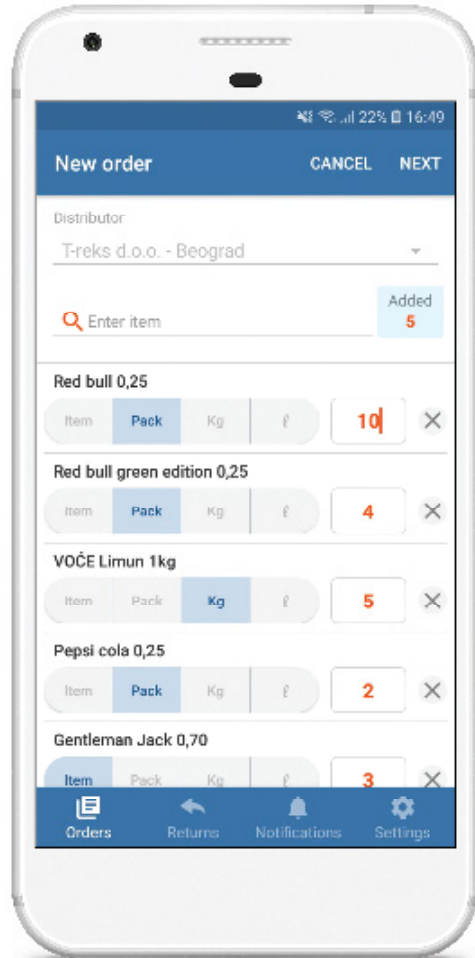 22% 16:49
New order CANCEL NEXT
Distributor
T-reks d.o.o. - Beograd
Added
Enter item 5
Red bull 0,25
Item Pack Kg ℓ 10
Red bull green edition 0,25
Item Pack Kg ℓ 4
VOĆE Limun 1kg
Item Pack Kg ℓ 5
Pepsi cola 0,25
Item Pack Kg ℓ 2
Gentleman Jack 0,70
Item Pack Kg ℓ 3
Orders Returns Notifications Settings